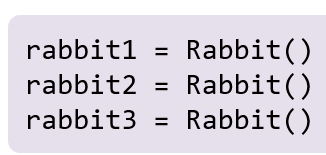 rabbit1 = Rabbit()
rabbit2 = Rabbit()
rabbit3 = Rabbit()